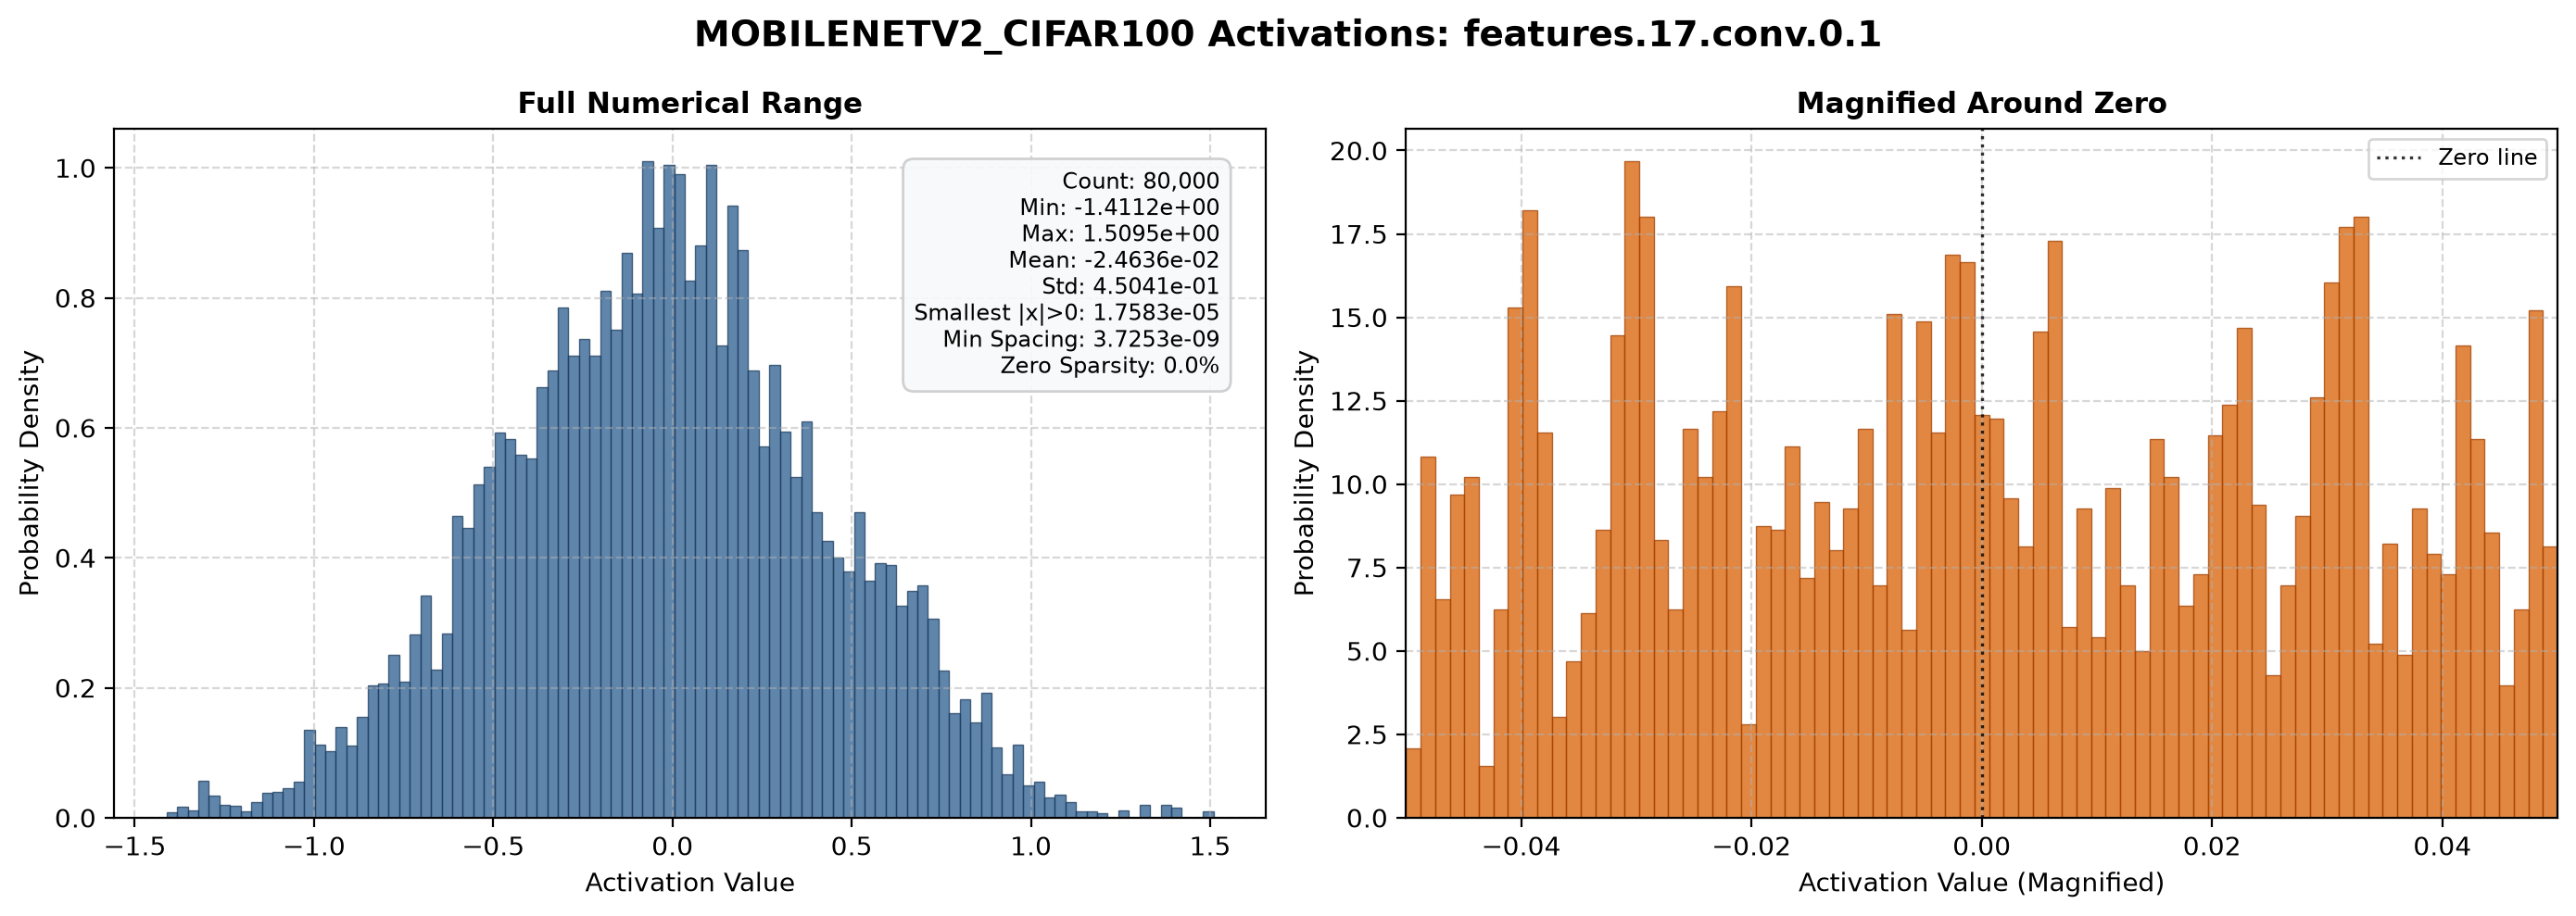 MOBILENETV2_CIFAR100 Activations: features.17.conv.0.1
Full Numerical Range
Probability Density
1.0
0.8
0.6
0.4
0.2
0.0
Count: 80,000
Min: -1.4112e+00
Max: 1.5095e+00
Mean: -2.4636e-02
Std: 4.5041e-01
Smallest |x|>0: 1.7583e-05
Min Spacing: 3.7253e-09
Zero Sparsity: 0.0%
−1.5 −1.0 −0.5 0.0 0.5 1.0 1.5
Activation Value
Magnified Around Zero
Probability Density
20.0
17.5
15.0
12.5
10.0
7.5
5.0
2.5
0.0
Zero line
−0.04 −0.02 0.00 0.02 0.04
Activation Value (Magnified)